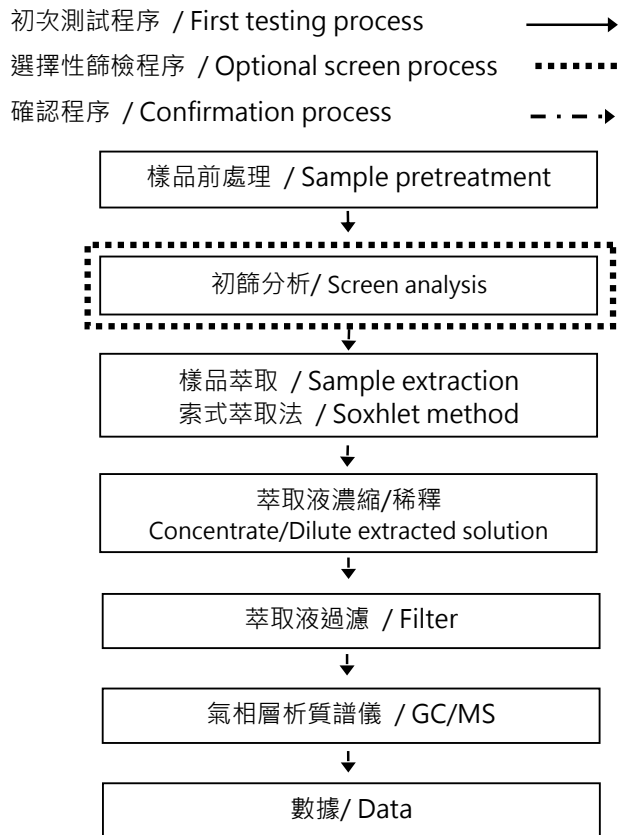 初次測試程序 / First testing process
選擇性篩檢程序 / Optional screen process
確認程序 / Confirmation process
樣品前處理 / Sample pretreatment
初篩分析/ Screen analysis
樣品萃取 / Sample extraction
索式萃取法 / Soxhlet method
萃取液濃縮/稀釋
Concentrate/Dilute extracted solution
萃取液過濾 / Filter
氣相層析質譜儀 / GC/MS
數據/ Data